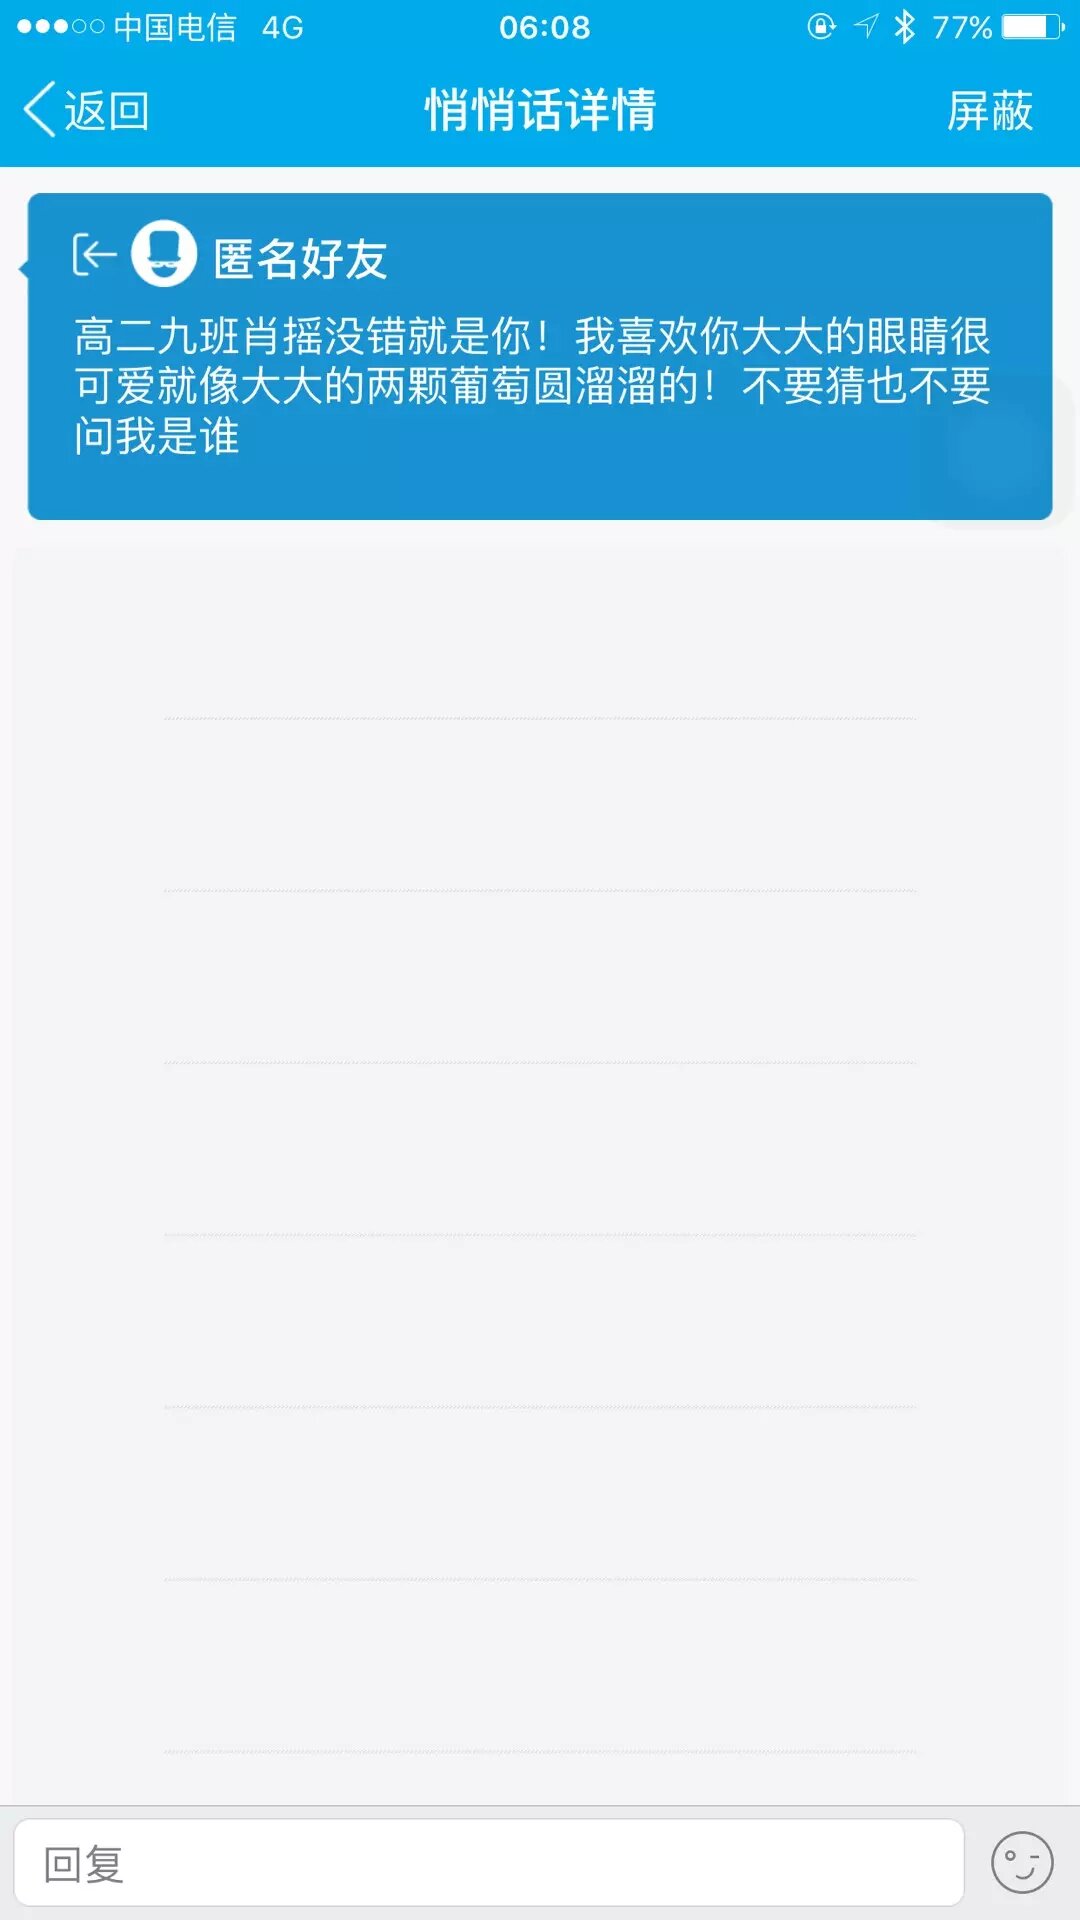 中国电信 4G 06:08 77%
返回 悄悄话详情 屏蔽
匿名好友
高二九班肖摇没错就是你！我喜欢你大大的眼睛很
可爱就像大大的两颗葡萄圆溜溜的！不要猜也不要
问我是谁
回复